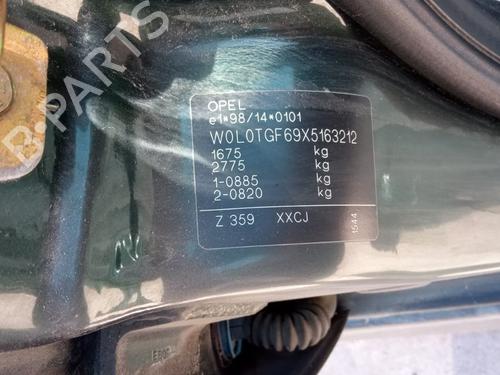 OPEL
e1*98/14*0101
W0L0TGF69X5163212
1675 kg
2775 kg
1-0885 kg
2-0820 kg
Z 359 XXCJ
1544
B-PARTS